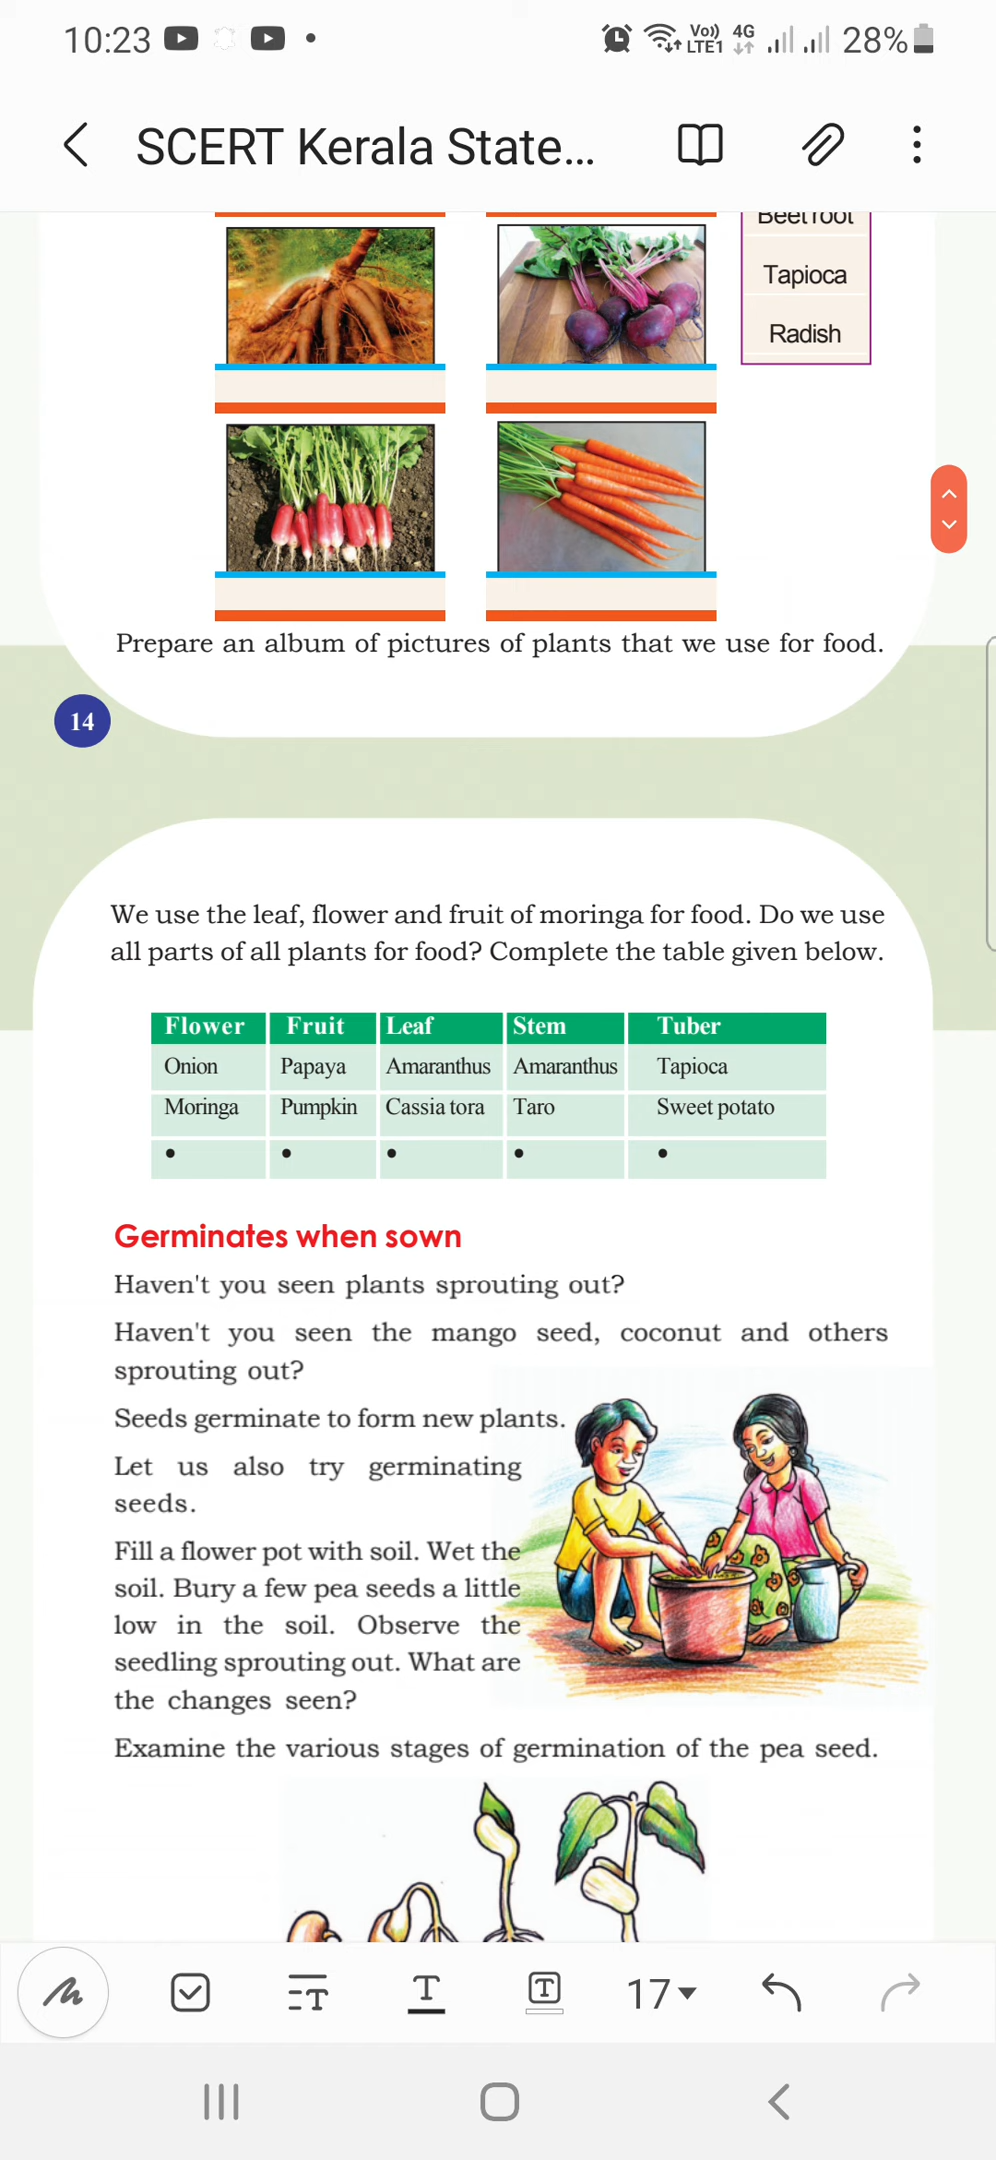 10:23
Vo)) LTE1 4G 28%
SCERT Kerala State...
Beetroot
Tapioca
Radish
Prepare an album of pictures of plants that we use for food.
14
We use the leaf, flower and fruit of moringa for food. Do we use
all parts of all plants for food? Complete the table given below.
Flower Fruit Leaf Stem Tuber
Onion Papaya Amaranthus Amaranthus Tapioca
Moringa Pumpkin Cassia tora Taro Sweet potato
• • • • •
Germinates when sown
Haven't you seen plants sprouting out?
Haven't you seen the mango seed, coconut and others
sprouting out?
Seeds germinate to form new plants.
Let us also try germinating
seeds.
Fill a flower pot with soil. Wet the
soil. Bury a few pea seeds a little
low in the soil. Observe the
seedling sprouting out. What are
the changes seen?
Examine the various stages of germination of the pea seed.
T T T 17